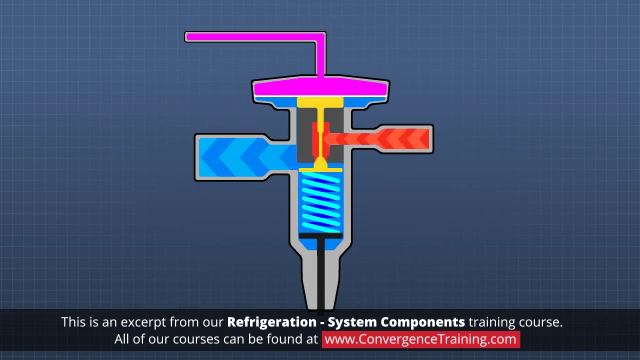 This is an excerpt from our Refrigeration - System Components training course.
All of our courses can be found at www.ConvergenceTraining.com